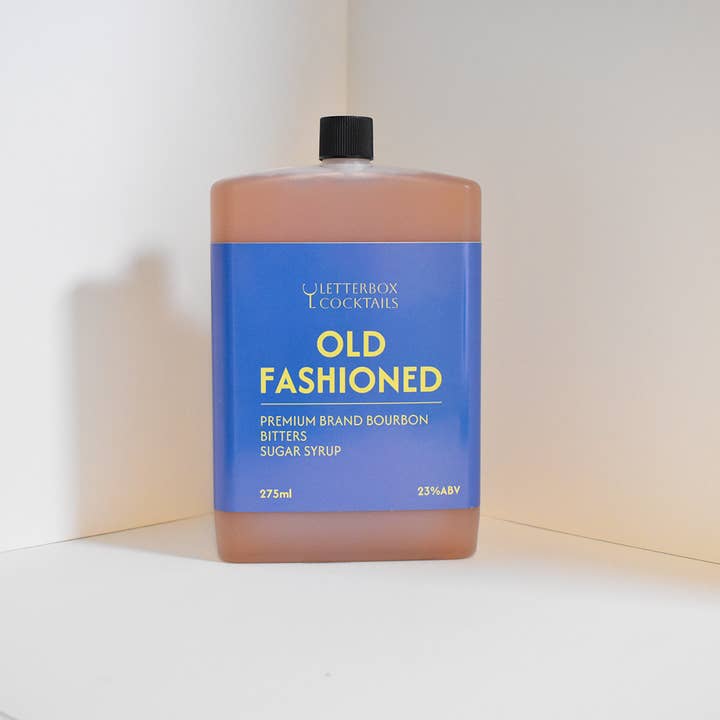 LETTERBOX
COCKTAILS
OLD
FASHIONED
PREMIUM BRAND BOURBON
BITTERS
SUGAR SYRUP
275ml 23%ABV